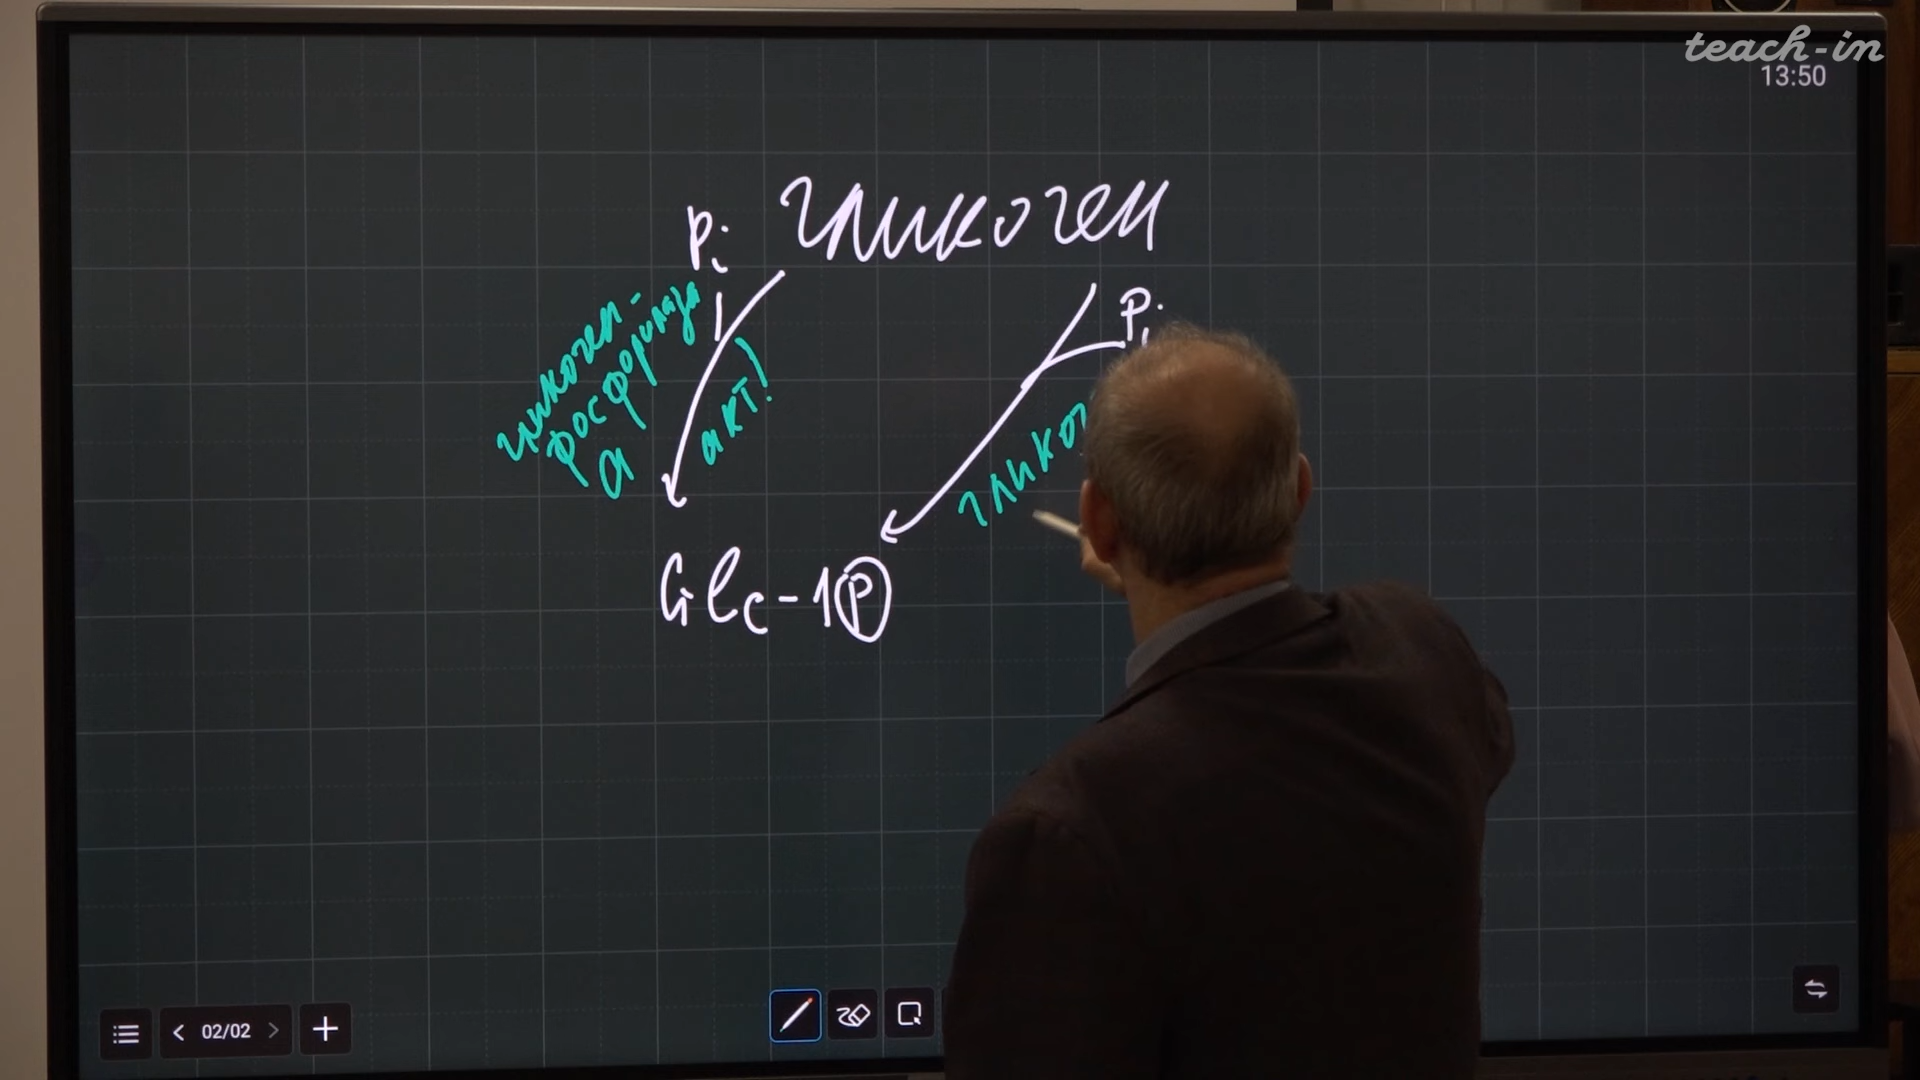 teach-in
13:50
гликоген
Pi
Pi
гликоген-
фосфорилаза
а
акт!
глико
Glc-1P
02/02